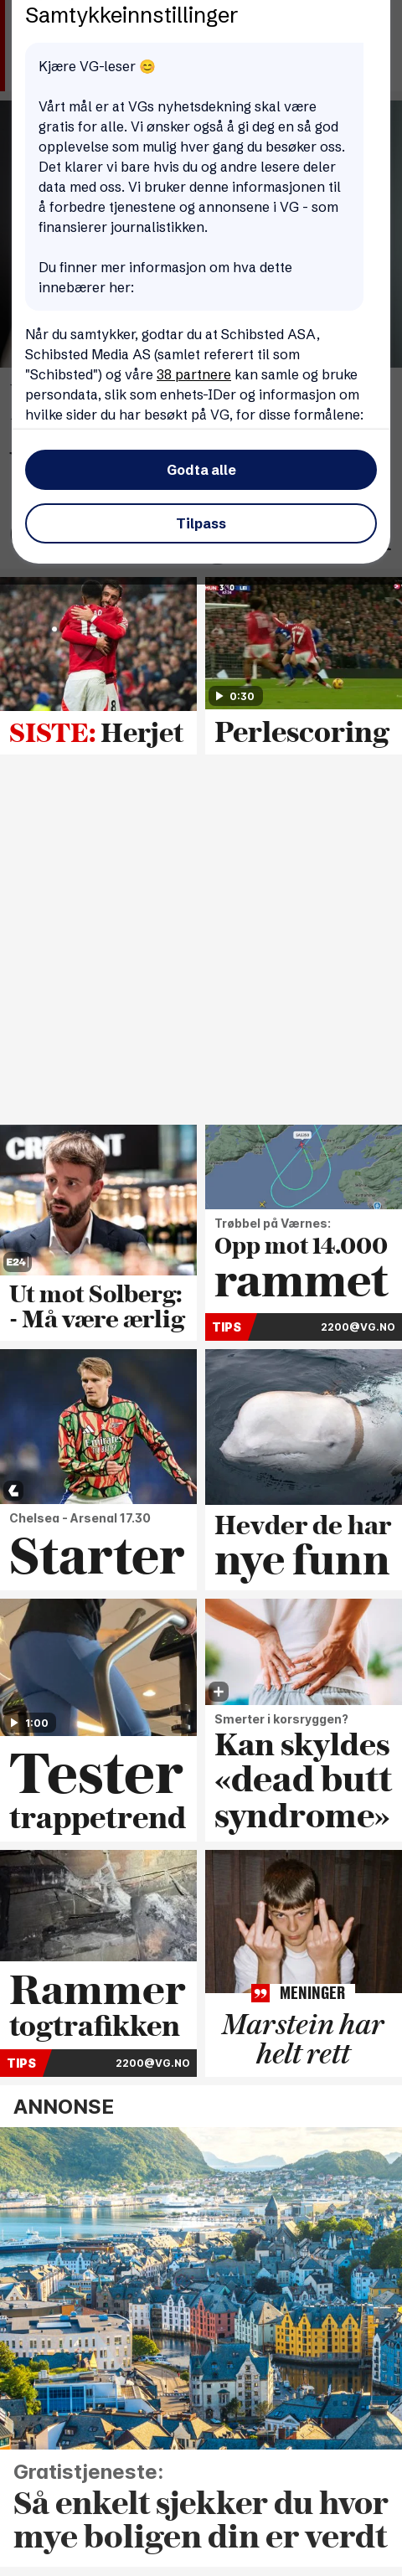 Samtykkeinnstillinger
Kjære VG-leser 😊
Vårt mål er at VGs nyhetsdekning skal være
gratis for alle. Vi ønsker også å gi deg en så god
opplevelse som mulig hver gang du besøker oss.
Det klarer vi bare hvis du og andre lesere deler
data med oss. Vi bruker denne informasjonen til
å forbedre tjenestene og annonsene i VG - som
finansierer journalistikken.
Du finner mer informasjon om hva dette
innebærer her:
Når du samtykker, godtar du at Schibsted ASA,
Schibsted Media AS (samlet referert til som
"Schibsted") og våre 38 partnere kan samle og bruke
persondata, slik som enhets-IDer og informasjon om
hvilke sider du har besøkt på VG, for disse formålene:
Godta alle
Tilpass
16
8
SISTE: Herjet
3 0
17
0:30
Perlescoring
E24
Ut mot Solberg:
- Må være ærlig
Trøbbel på Værnes:
Opp mot 14.000
rammet
TIPS 2200@VG.NO
Chelsea - Arsenal 17.30
Starter
Hevder de har
nye funn
1:00
Tester
trappetrend
Smerter i korsryggen?
Kan skyldes
«dead butt
syndrome»
Rammer
togtrafikken
TIPS 2200@VG.NO
MENINGER
Marstein har
helt rett
ANNONSE
Gratistjeneste:
Så enkelt sjekker du hvor
mye boligen din er verdt